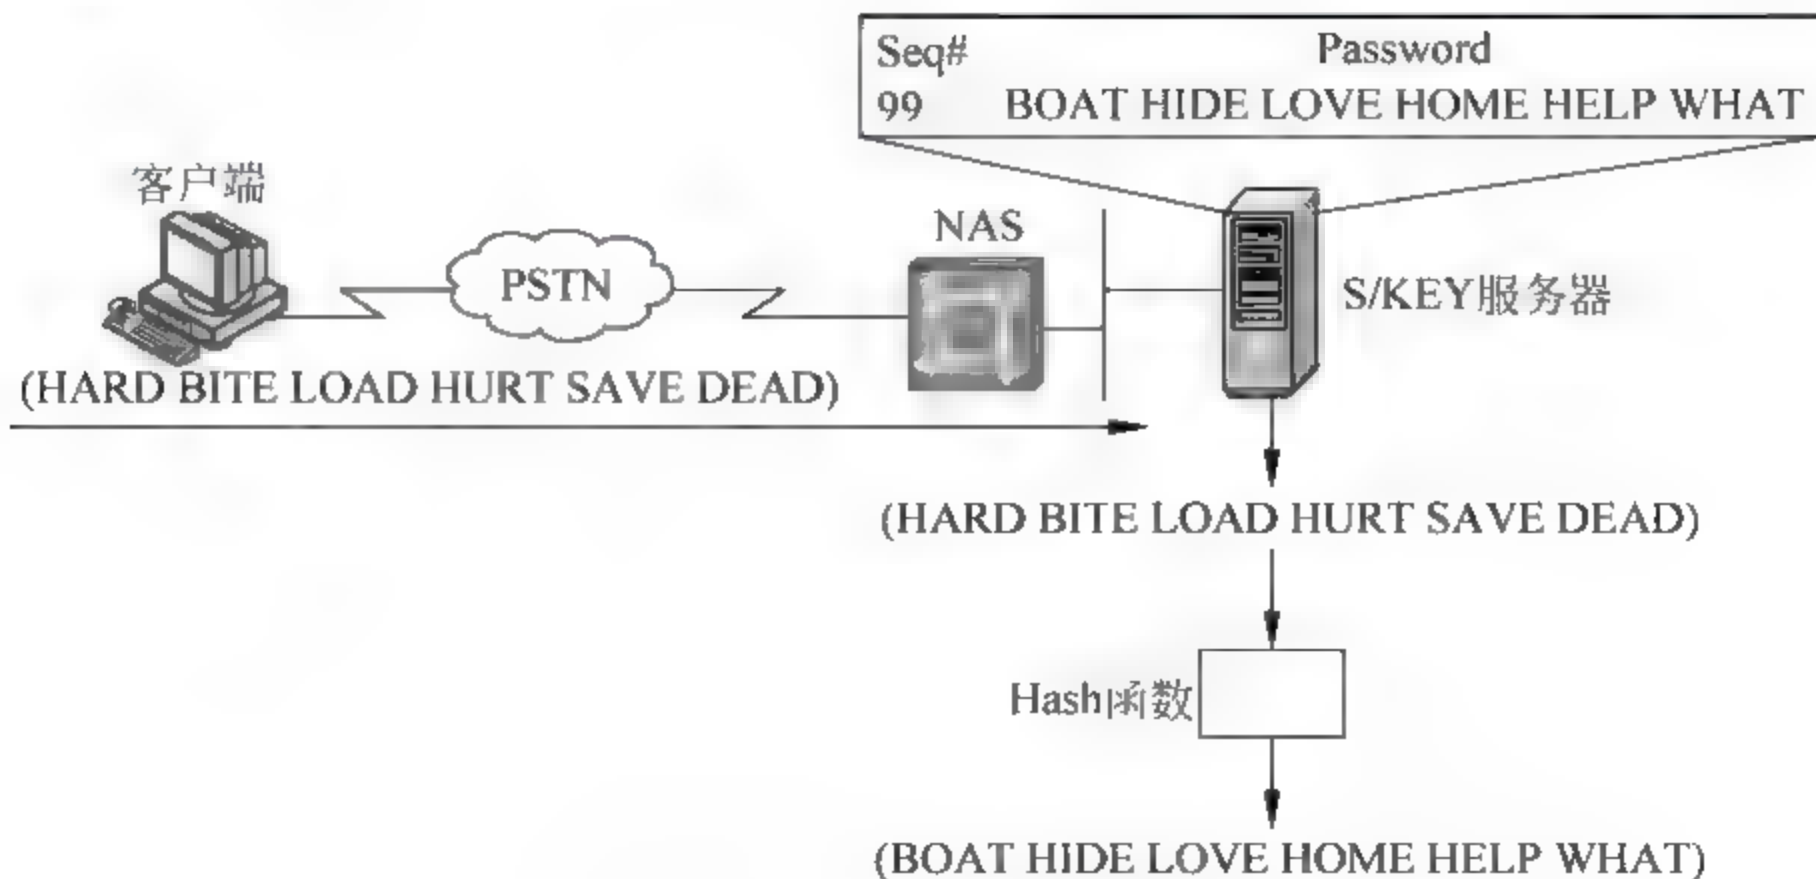 Seq# Password
99 BOAT HIDE LOVE HOME HELP WHAT
客户端
NAS
PSTN
S/KEY服务器
(HARD BITE LOAD HURT SAVE DEAD)
(HARD BITE LOAD HURT SAVE DEAD)
Hash函数
(BOAT HIDE LOVE HOME HELP WHAT)